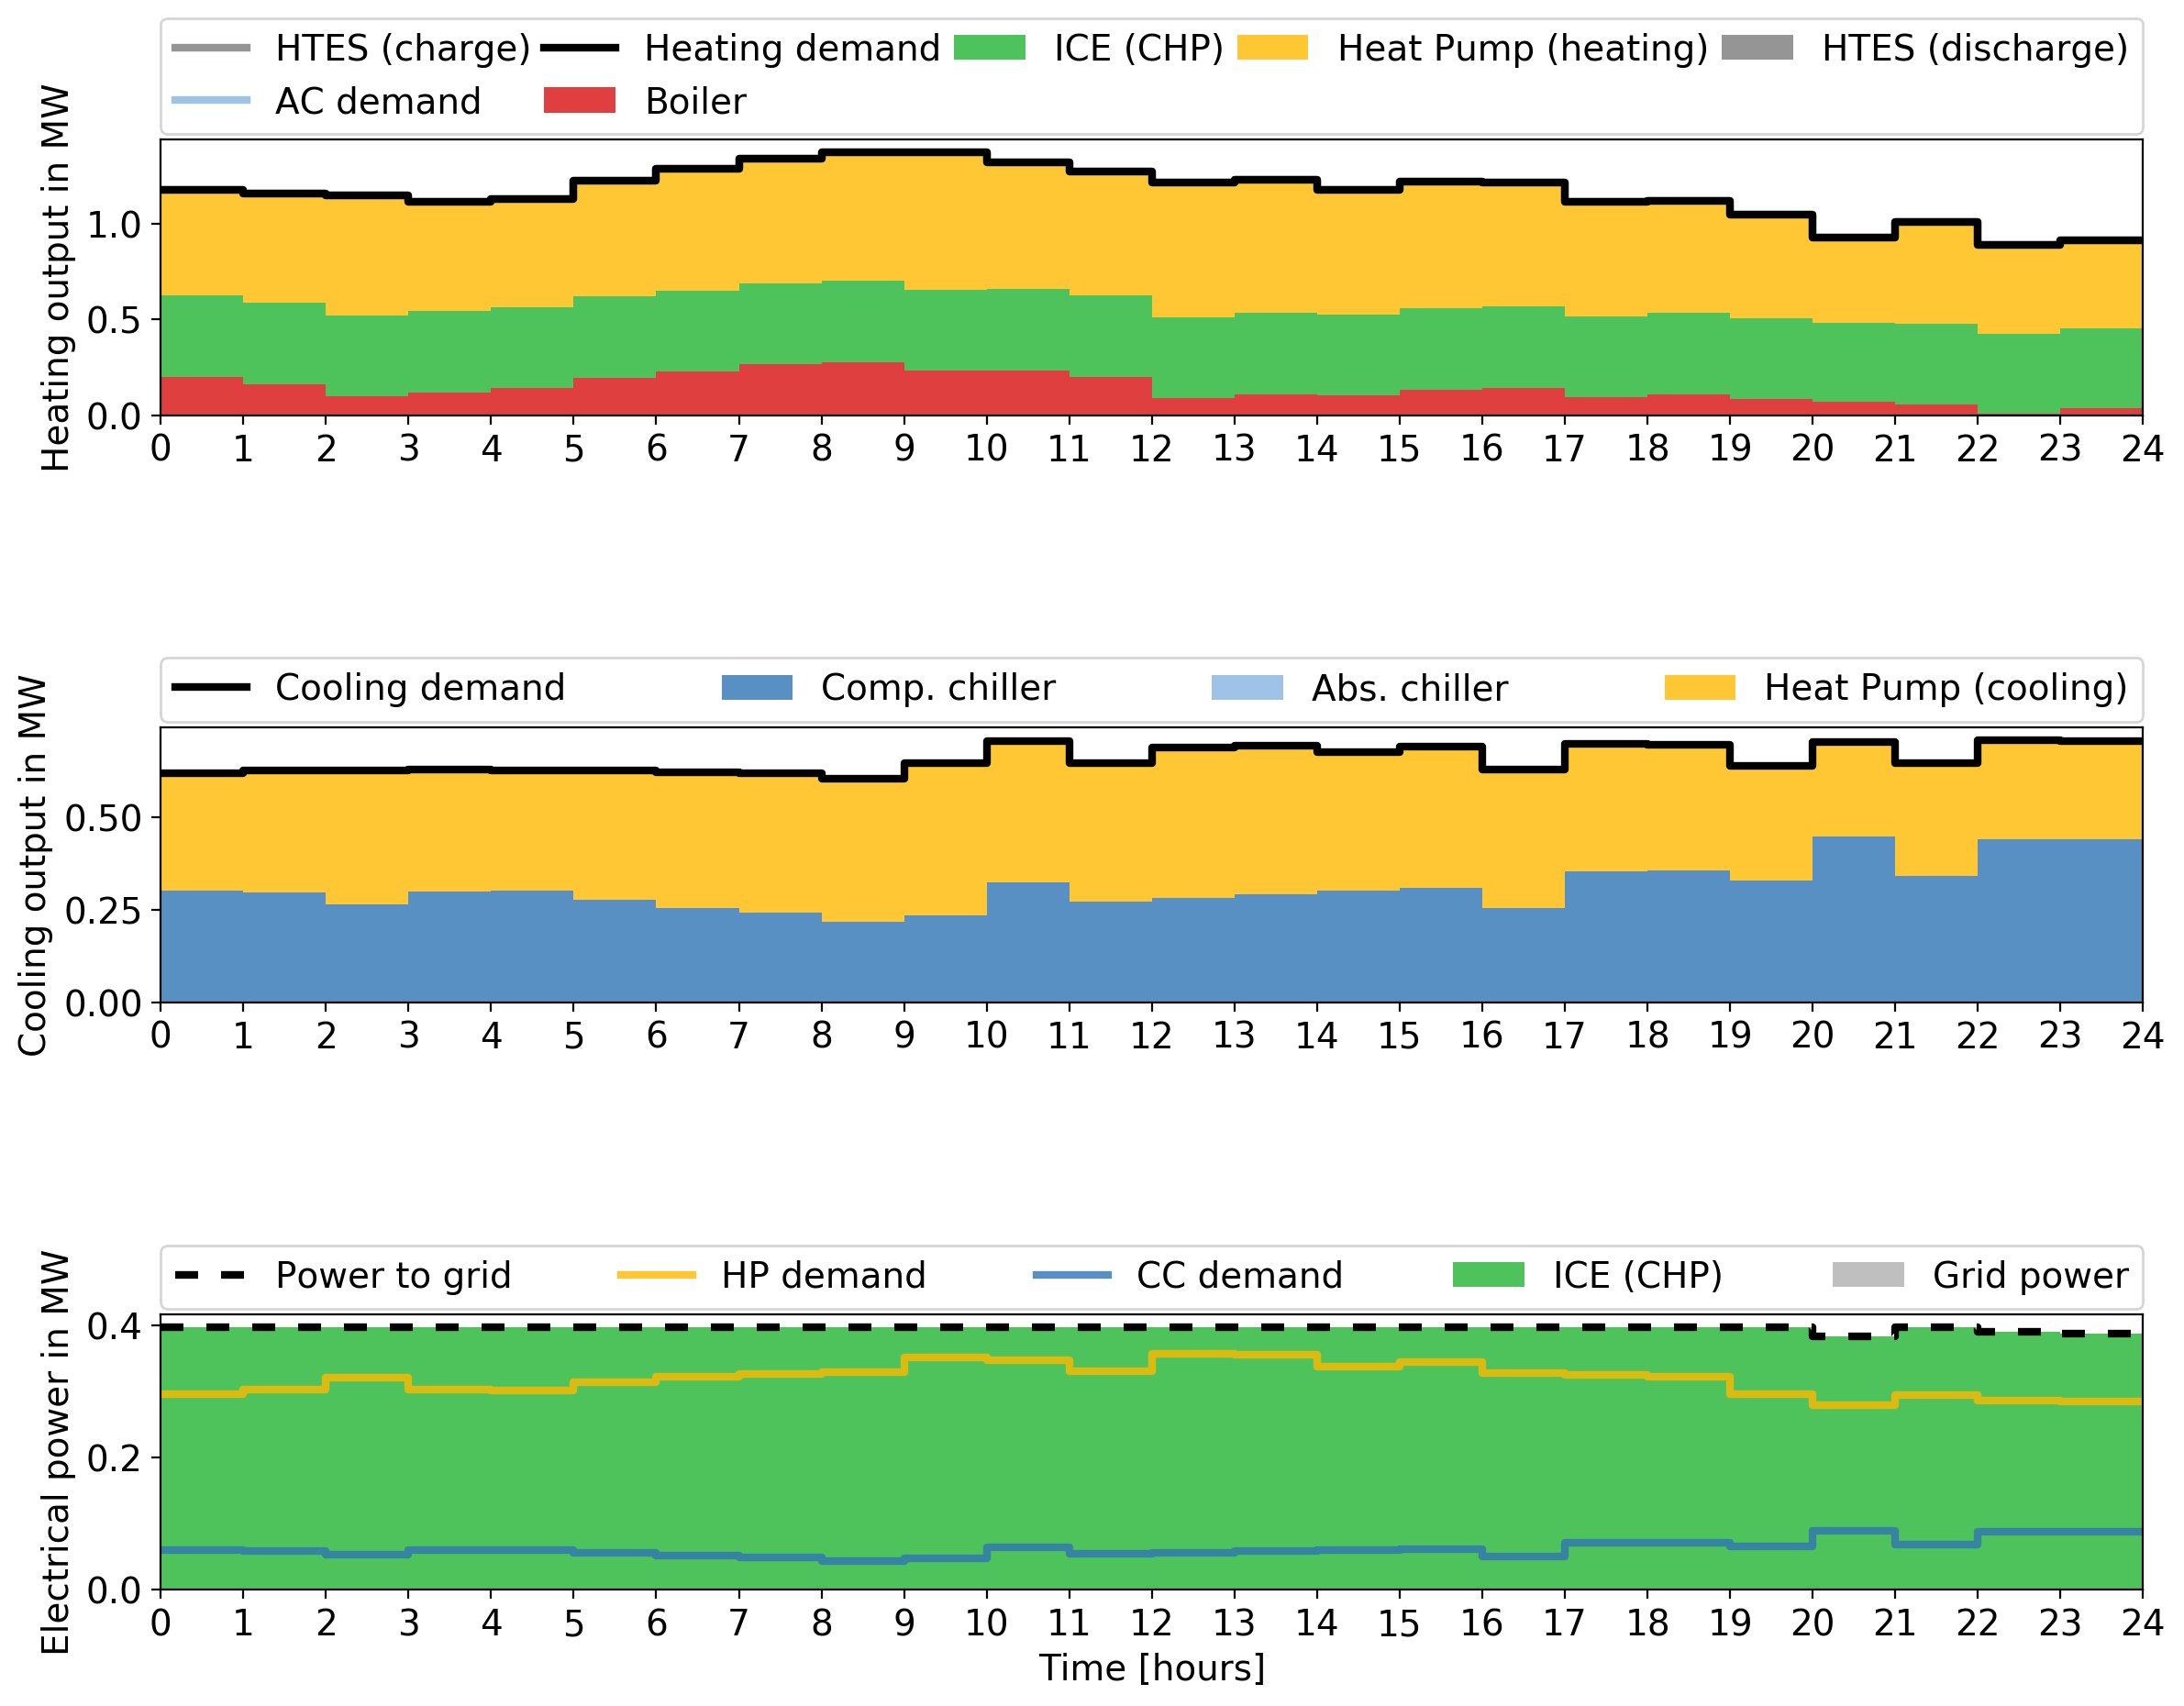 HTES (charge) Heating demand ICE (CHP) Heat Pump (heating) HTES (discharge)
AC demand Boiler
Heating output in MW
1.0
0.5
0.0
0 1 2 3 4 5 6 7 8 9 10 11 12 13 14 15 16 17 18 19 20 21 22 23 24
Cooling demand Comp. chiller Abs. chiller Heat Pump (cooling)
Cooling output in MW
0.50
0.25
0.00
0 1 2 3 4 5 6 7 8 9 10 11 12 13 14 15 16 17 18 19 20 21 22 23 24
Power to grid HP demand CC demand ICE (CHP) Grid power
Electrical power in MW
0.4
0.2
0.0
0 1 2 3 4 5 6 7 8 9 10 11 12 13 14 15 16 17 18 19 20 21 22 23 24
Time [hours]